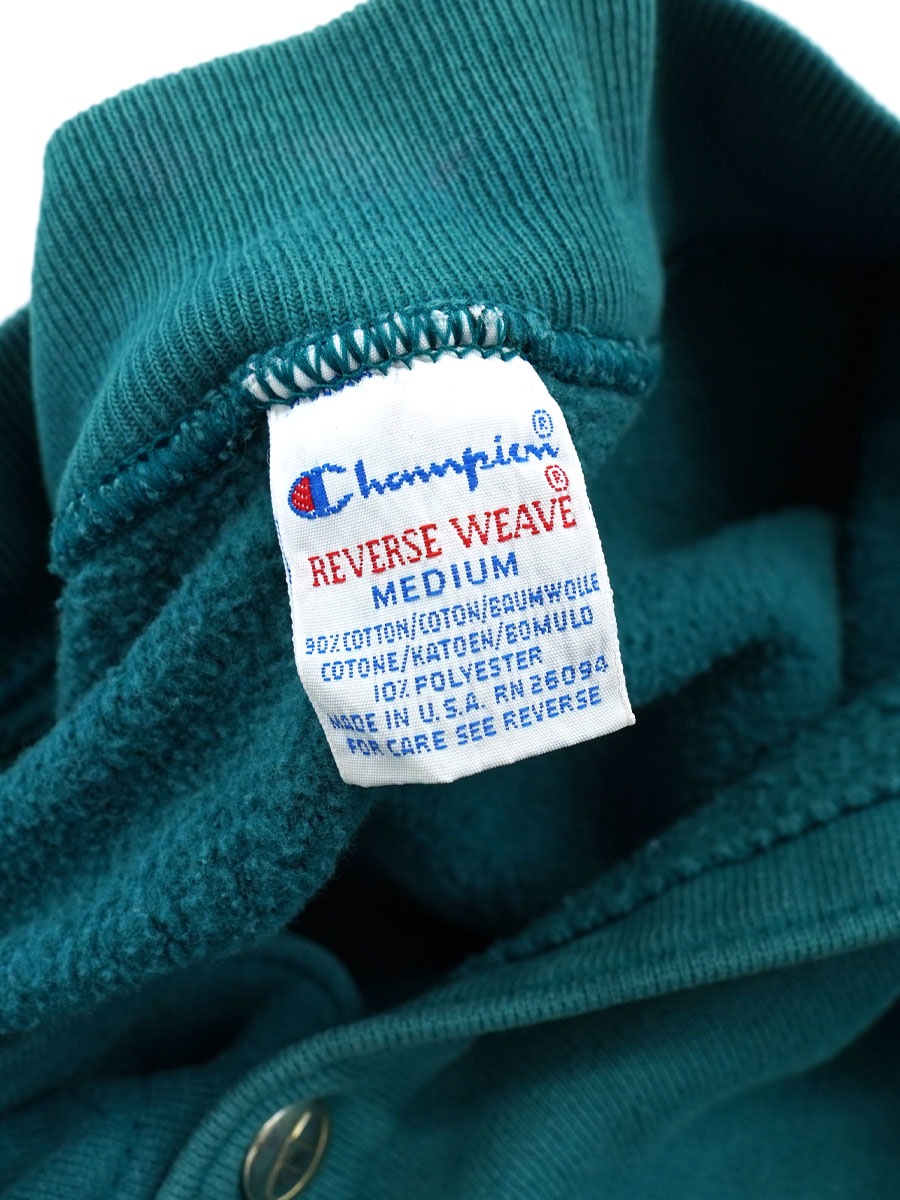 Champion®
REVERSE WEAVE®
MEDIUM
90% COTTON/COTON/BAUMWOLLE
COTONE/KATOEN/BOMULD
10% POLYESTER
MADE IN U.S.A. RN 26094
FOR CARE SEE REVERSE